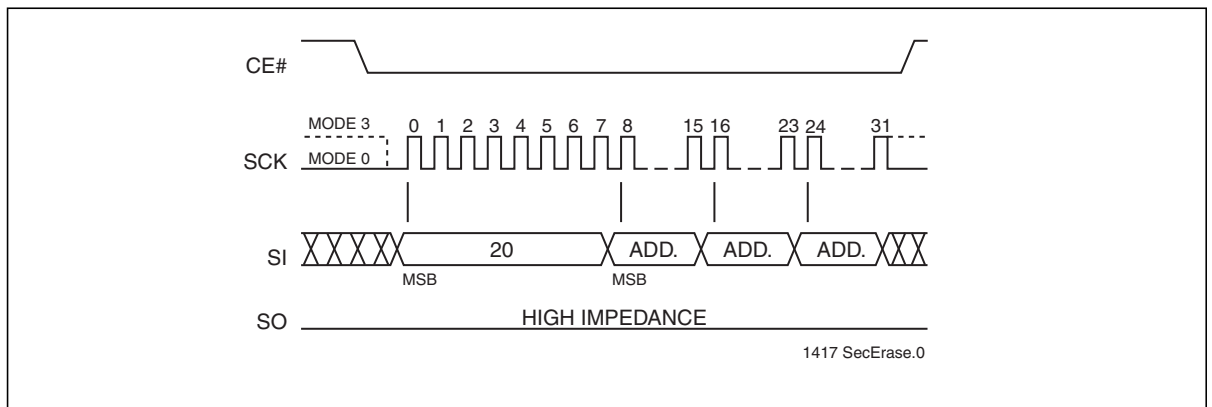 CE#
MODE 3
0 1 2 3 4 5 6 7 8 15 16 23 24 31
SCK
MODE 0
SI
20 ADD. ADD. ADD.
MSB MSB
SO
HIGH IMPEDANCE
1417 SecErase.0